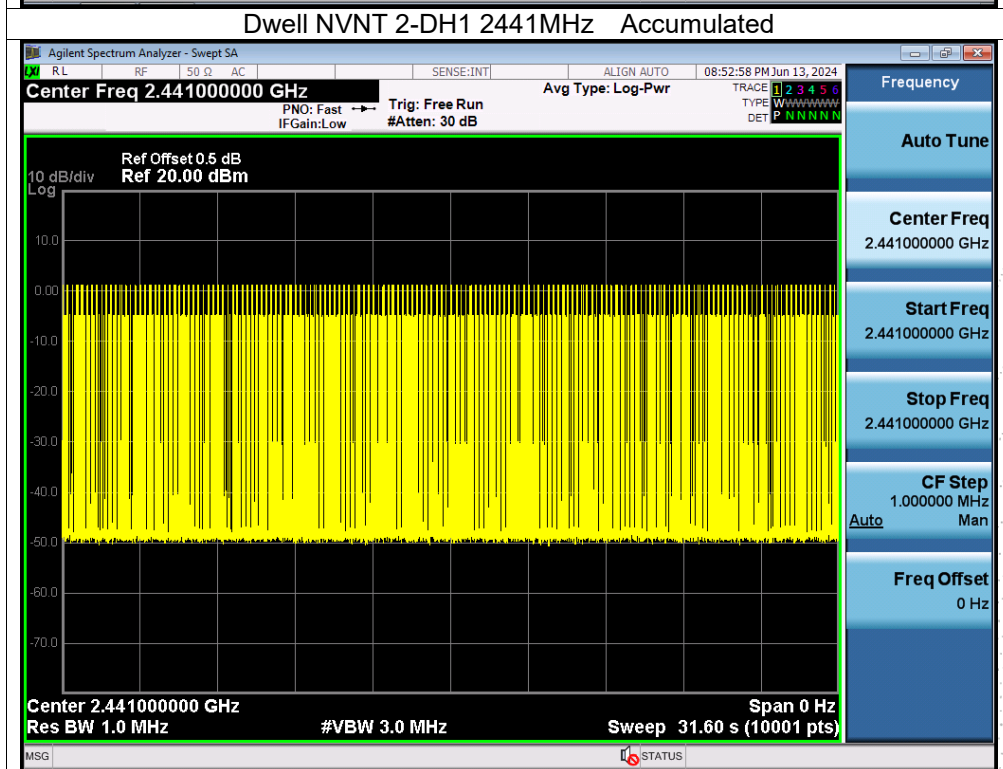 Dwell NVNT 2-DH1 2441MHz Accumulated
Agilent Spectrum Analyzer - Swept SA
LXI RL RF 50 Ω AC SENSE:INT ALIGN AUTO 08:52:58 PM Jun 13, 2024
Center Freq 2.441000000 GHz
PNO: Fast
IFGain:Low
Trig: Free Run
#Atten: 30 dB
Avg Type: Log-Pwr
TRACE 1 2 3 4 5 6
TYPE WWWWWWW
DET P N N N N N
Ref Offset 0.5 dB
10 dB/div Ref 20.00 dBm
Log
10.0
0.00
-10.0
-20.0
-30.0
-40.0
-50.0
-60.0
-70.0
Center 2.441000000 GHz Span 0 Hz
Res BW 1.0 MHz #VBW 3.0 MHz Sweep 31.60 s (10001 pts)
MSG STATUS
Frequency
Auto Tune
Center Freq
2.441000000 GHz
Start Freq
2.441000000 GHz
Stop Freq
2.441000000 GHz
CF Step
1.000000 MHz
Auto Man
Freq Offset
0 Hz